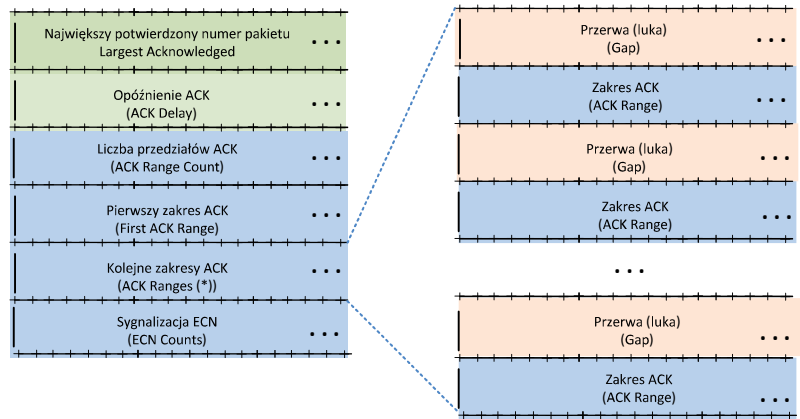 Największy potwierdzony numer pakietu
Largest Acknowledged
Opóźnienie ACK
(ACK Delay)
Liczba przedziałów ACK
(ACK Range Count)
Pierwszy zakres ACK
(First ACK Range)
Kolejne zakresy ACK
(ACK Ranges (*))
Sygnalizacja ECN
(ECN Counts)
Przerwa (luka)
(Gap)
Zakres ACK
(ACK Range)
Przerwa (luka)
(Gap)
Zakres ACK
(ACK Range)
Przerwa (luka)
(Gap)
Zakres ACK
(ACK Range)